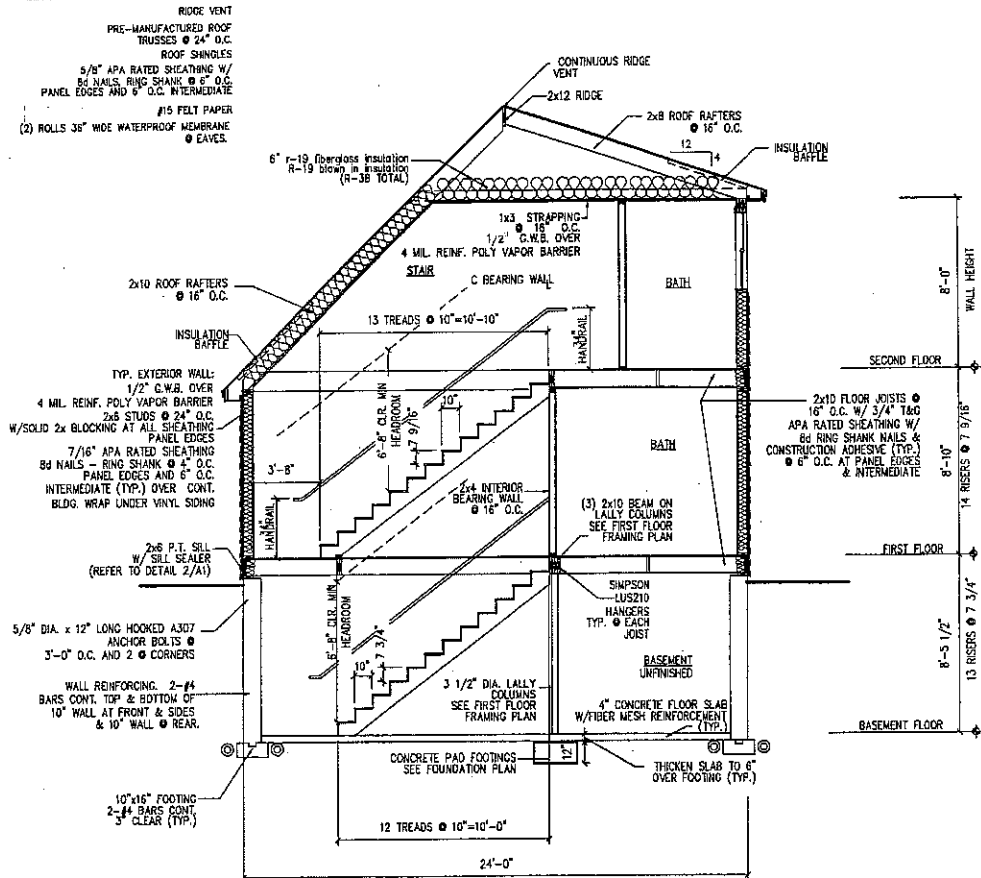 RIDGE VENT
PRE-MANUFACTURED ROOF
TRUSSES @ 24" O.C.
ROOF SHINGLES
5/8" APA RATED SHEATHING W/
8d NAILS, RING SHANK @ 6" O.C.
PANEL EDGES AND 6" O.C. INTERMEDIATE
#15 FELT PAPER
(2) ROLLS 36" WIDE WATERPROOF MEMBRANE
@ EAVES.
CONTINUOUS RIDGE
VENT
2x12 RIDGE
2x8 ROOF RAFTERS
@ 16" O.C.
12
4
INSULATION
BAFFLE
6" r-19 fiberglass insulation
R-19 blown in insulation
(R-38 TOTAL)
1x3 STRAPPING
@ 16" O.C.
1/2" G.W.B. OVER
4 MIL. REINF. POLY VAPOR BARRIER
STAIR
C BEARING WALL
BATH
2x10 ROOF RAFTERS
@ 16" O.C.
13 TREADS @ 10"=10'-10"
34"
HANDRAIL
INSULATION
BAFFLE
8'-0"
WALL HEIGHT
SECOND FLOOR
TYP. EXTERIOR WALL:
1/2" G.W.B. OVER
4 MIL. REINF. POLY VAPOR BARRIER
2x6 STUDS @ 24" O.C.
W/SOLID 2x BLOCKING AT ALL SHEATHING
PANEL EDGES
7/16" APA RATED SHEATHING
8d NAILS - RING SHANK @ 4" O.C.
PANEL EDGES AND 6" O.C.
INTERMEDIATE (TYP.) OVER CONT.
BLDG. WRAP UNDER VINYL SIDING
6'-8" CLR. MIN
HEADROOM
10"
7 9/16"
3'-8"
34"
HANDRAIL
2x4 INTERIOR
BEARING WALL
@ 16" O.C.
BATH
2x10 FLOOR JOISTS @
16" O.C. W/ 3/4" T&G
APA RATED SHEATHING W/
6d RING SHANK NAILS &
CONSTRUCTION ADHESIVE (TYP.)
@ 6" O.C. AT PANEL EDGES
& INTERMEDIATE
8'-10"
14 RISERS @ 7 9/16"
(3) 2x10 BEAM ON
LALLY COLUMNS
SEE FIRST FLOOR
FRAMING PLAN
FIRST FLOOR
2x6 P.T. SILL
W/ SILL SEALER
(REFER TO DETAIL 2/A1)
SIMPSON
LUS210
HANGERS
TYP. @ EACH
JOIST
5/8" DIA. x 12" LONG HOOKED A307
ANCHOR BOLTS @
3'-0" O.C. AND 2 @ CORNERS
6'-8" CLR. MIN
HEADROOM
10"
7 3/4"
3 1/2" DIA. LALLY
COLUMNS
SEE FIRST FLOOR
FRAMING PLAN
BASEMENT
UNFINISHED
8'-5 1/2"
13 RISERS @ 7 3/4"
WALL REINFORCING. 2-#4
BARS CONT. TOP & BOTTOM OF
10" WALL AT FRONT & SIDES
& 10" WALL @ REAR.
4" CONCRETE FLOOR SLAB
W/FIBER MESH REINFORCEMENT
(TYP.)
BASEMENT FLOOR
CONCRETE PAD FOOTINGS
SEE FOUNDATION PLAN
12"
THICKEN SLAB TO 6"
OVER FOOTING (TYP.)
10"x16" FOOTING
2-#4 BARS CONT.
3" CLEAR (TYP.)
12 TREADS @ 10"=10'-0"
24'-0"